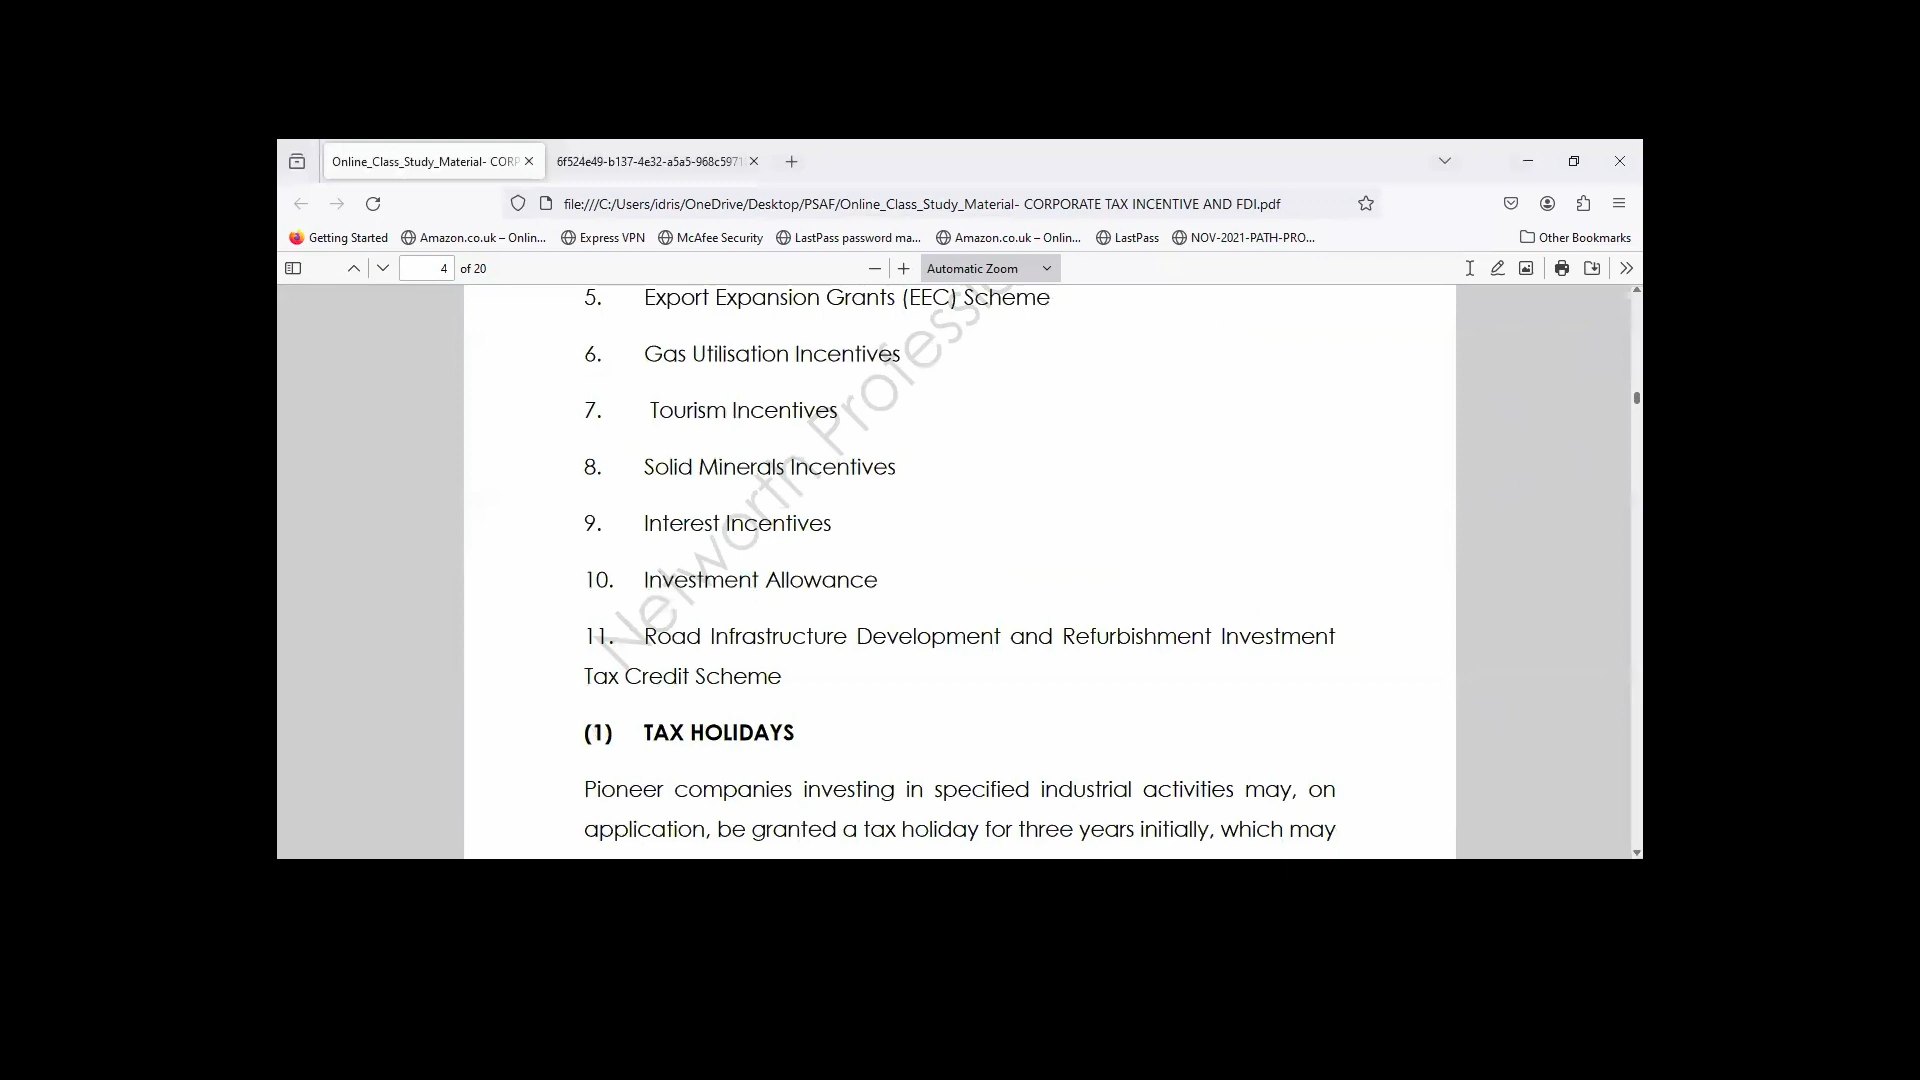 Online_Class_Study_Material- CORP
6f524e49-b137-4e32-a5a5-968c5971
file:///C:/Users/idris/OneDrive/Desktop/PSAF/Online_Class_Study_Material- CORPORATE TAX INCENTIVE AND FDI.pdf
Getting Started Amazon.co.uk – Onlin... Express VPN McAfee Security LastPass password ma... Amazon.co.uk – Onlin... LastPass NOV-2021-PATH-PRO... Other Bookmarks
4 of 20 Automatic Zoom
5. Export Expansion Grants (EEC) Scheme
6. Gas Utilisation Incentives
7. Tourism Incentives
8. Solid Minerals Incentives
9. Interest Incentives
10. Investment Allowance
11. Road Infrastructure Development and Refurbishment Investment
Tax Credit Scheme
(1) TAX HOLIDAYS
Pioneer companies investing in specified industrial activities may, on
application, be granted a tax holiday for three years initially, which may
Networth